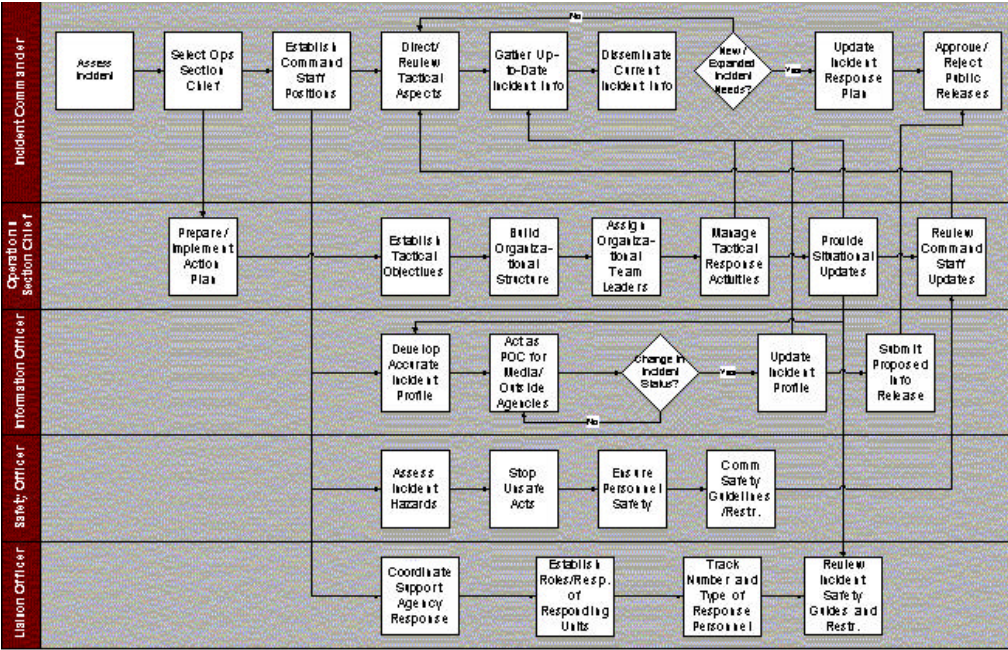 Incident Commander
Assess
Incident
Select Ops
Section
Chief
Establish
Command
Staff
Positions
Direct/
Review
Tactical
Aspects
Gather Up-
to-Date
Incident Info
Disseminate
Current
Incident Info
New/
Expanded
Incident
Needs?
No
Yes
Update
Incident
Response
Plan
Approve/
Reject
Public
Releases
Operations
Section Chief
Prepare/
Implement
Action
Plan
Establish
Tactical
Objectives
Build
Organiza-
tional
Structure
Assign
Organiza-
tional
Team
Leaders
Manage
Tactical
Response
Activities
Provide
Situational
Updates
Review
Command
Staff
Updates
Information Officer
Develop
Accurate
Incident
Profile
Act as
POC for
Media/
Outside
Agencies
Change in
Incident
Status?
Yes
No
Update
Incident
Profile
Submit
Proposed
Info
Release
Safety Officer
Assess
Incident
Hazards
Stop
Unsafe
Acts
Ensure
Personnel
Safety
Comm
Safety
Guidelines
/Restr.
Liaison Officer
Coordinate
Support
Agency
Response
Establish
Roles/Resp.
of
Responding
Units
Track
Number and
Type of
Response
Personnel
Review
Incident
Safety
Guides and
Restr.